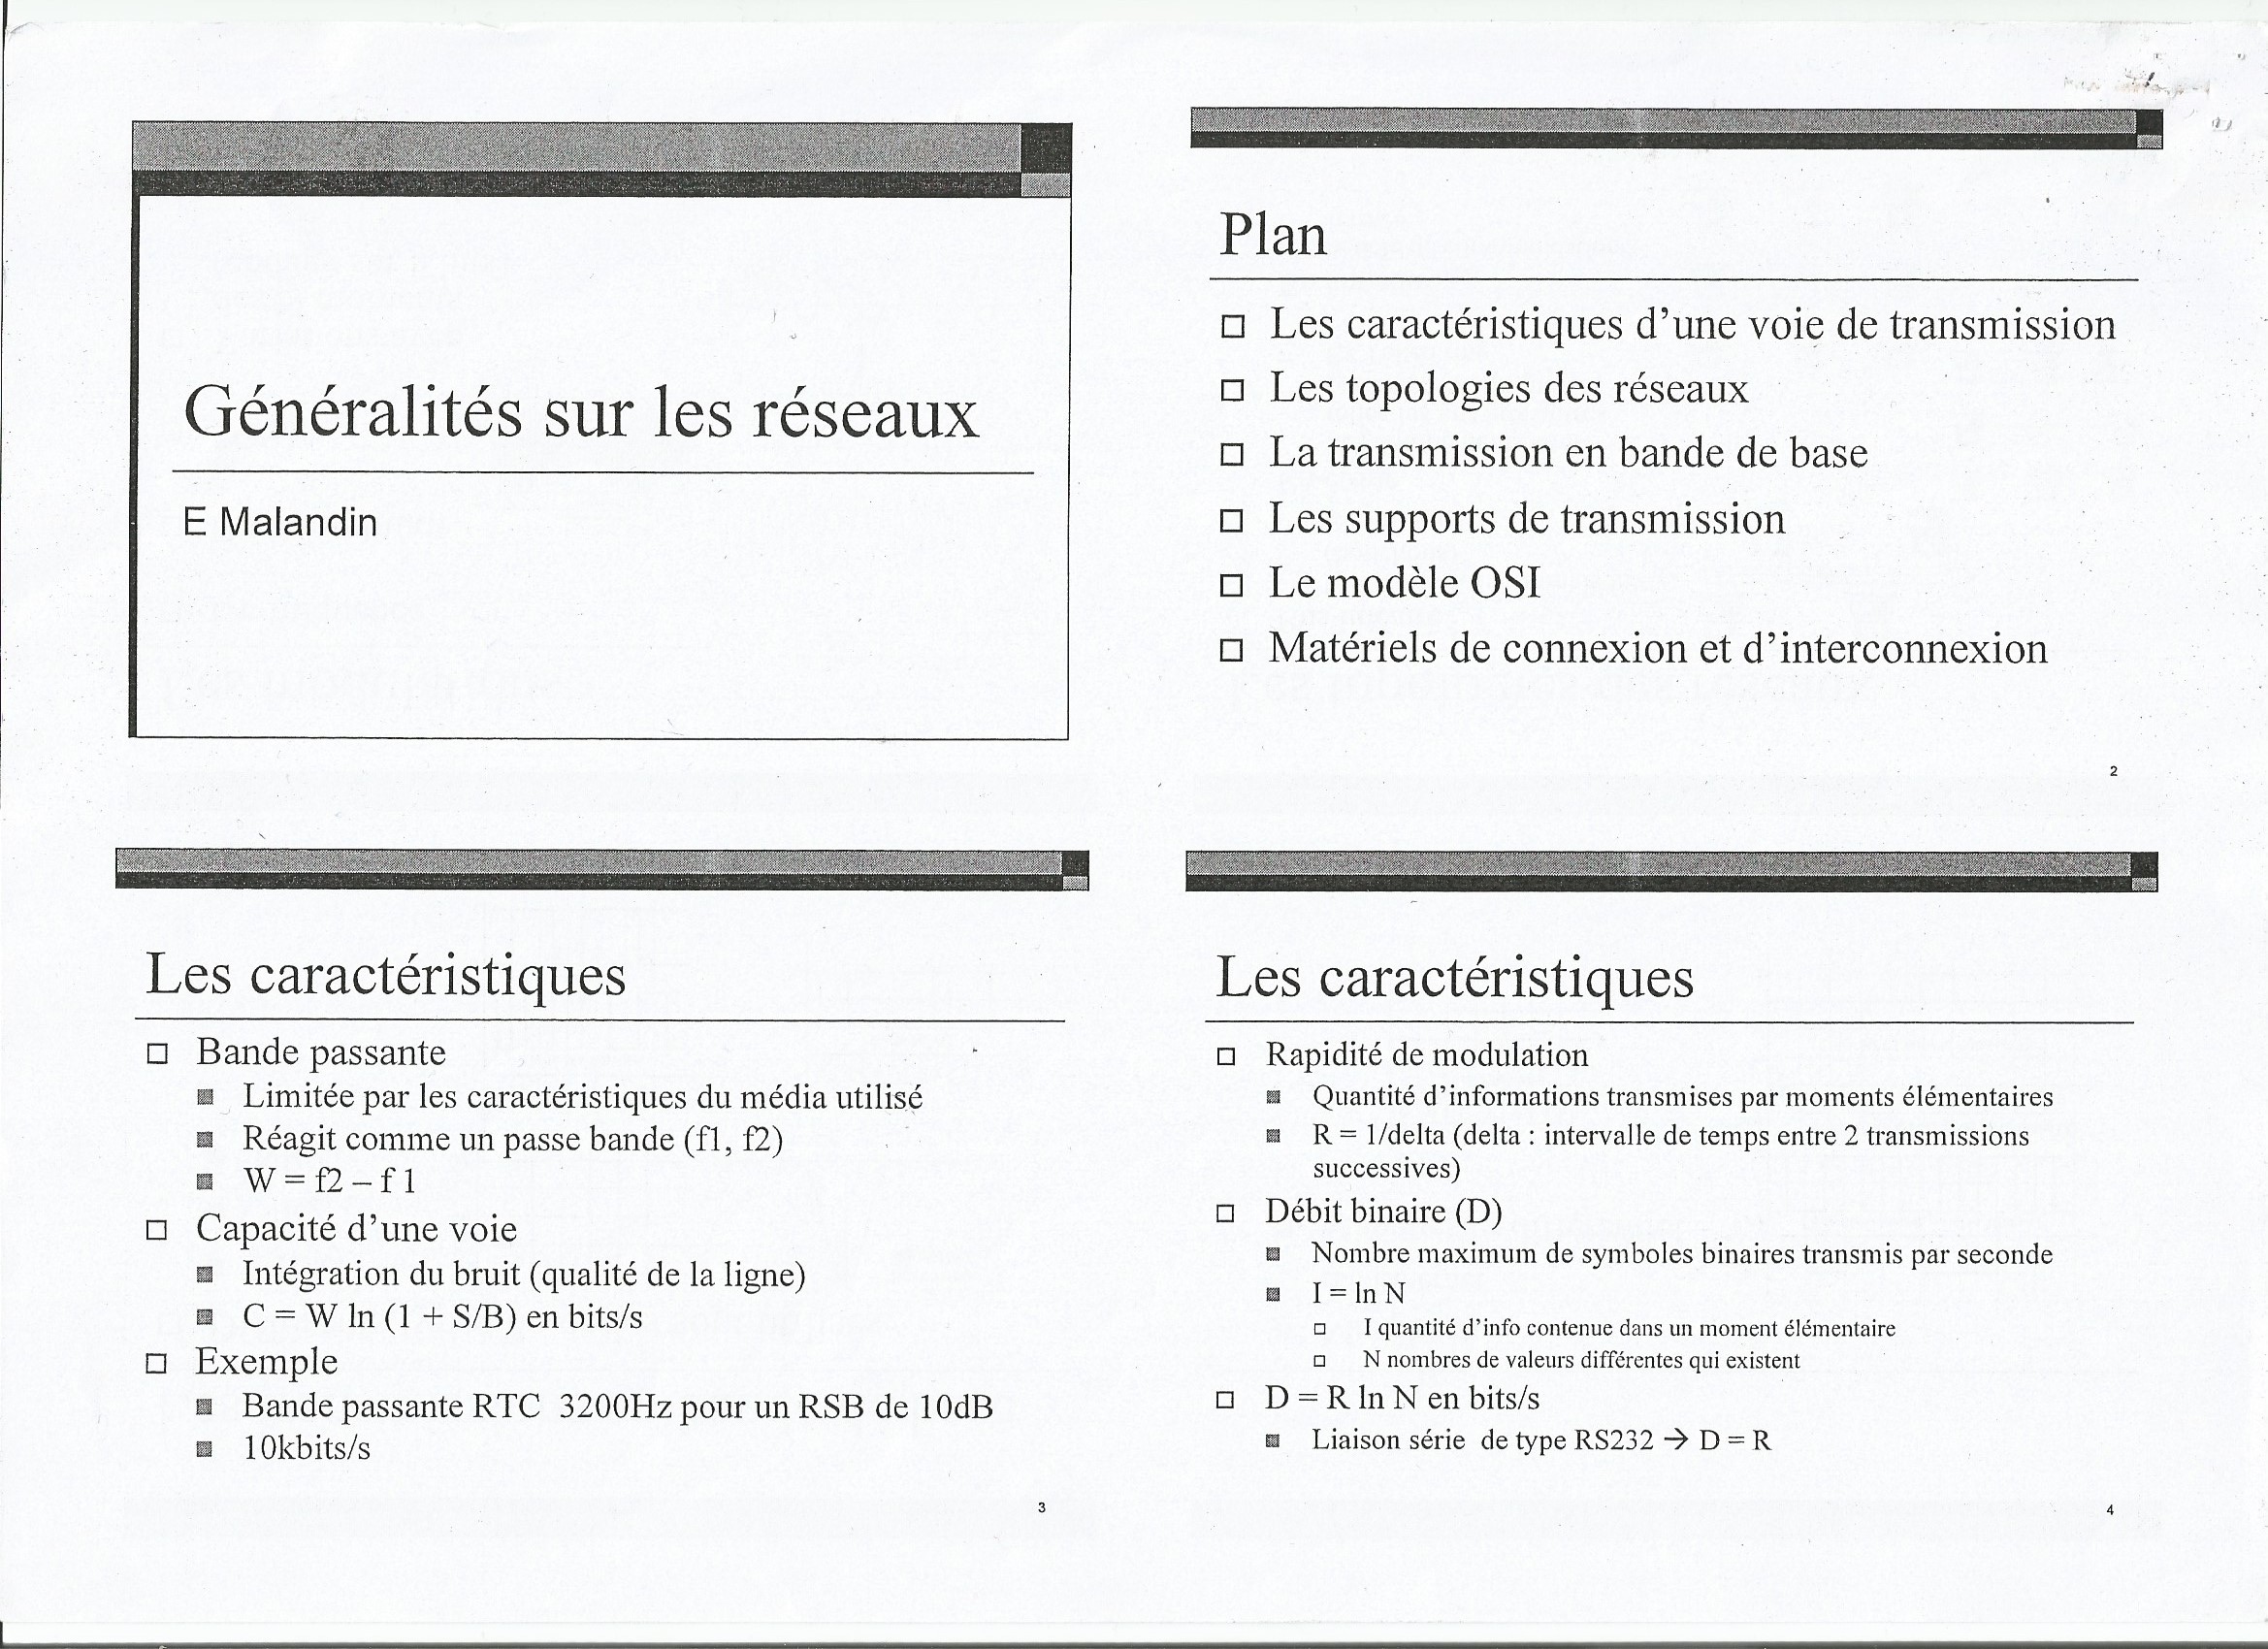 Généralités sur les réseaux
E Malandin
Plan
Les caractéristiques d'une voie de transmission
Les topologies des réseaux
La transmission en bande de base
Les supports de transmission
Le modèle OSI
Matériels de connexion et d'interconnexion
2
Les caractéristiques
Bande passante
Limitée par les caractéristiques du média utilisé
Réagit comme un passe bande (f1, f2)
W = f2 – f 1
Capacité d'une voie
Intégration du bruit (qualité de la ligne)
C = W ln (1 + S/B) en bits/s
Exemple
Bande passante RTC 3200Hz pour un RSB de 10dB
10kbits/s
3
Les caractéristiques
Rapidité de modulation
Quantité d'informations transmises par moments élémentaires
R = 1/delta (delta : intervalle de temps entre 2 transmissions
successives)
Débit binaire (D)
Nombre maximum de symboles binaires transmis par seconde
I = ln N
I quantité d'info contenue dans un moment élémentaire
N nombres de valeurs différentes qui existent
D = R ln N en bits/s
Liaison série de type RS232 → D = R
4